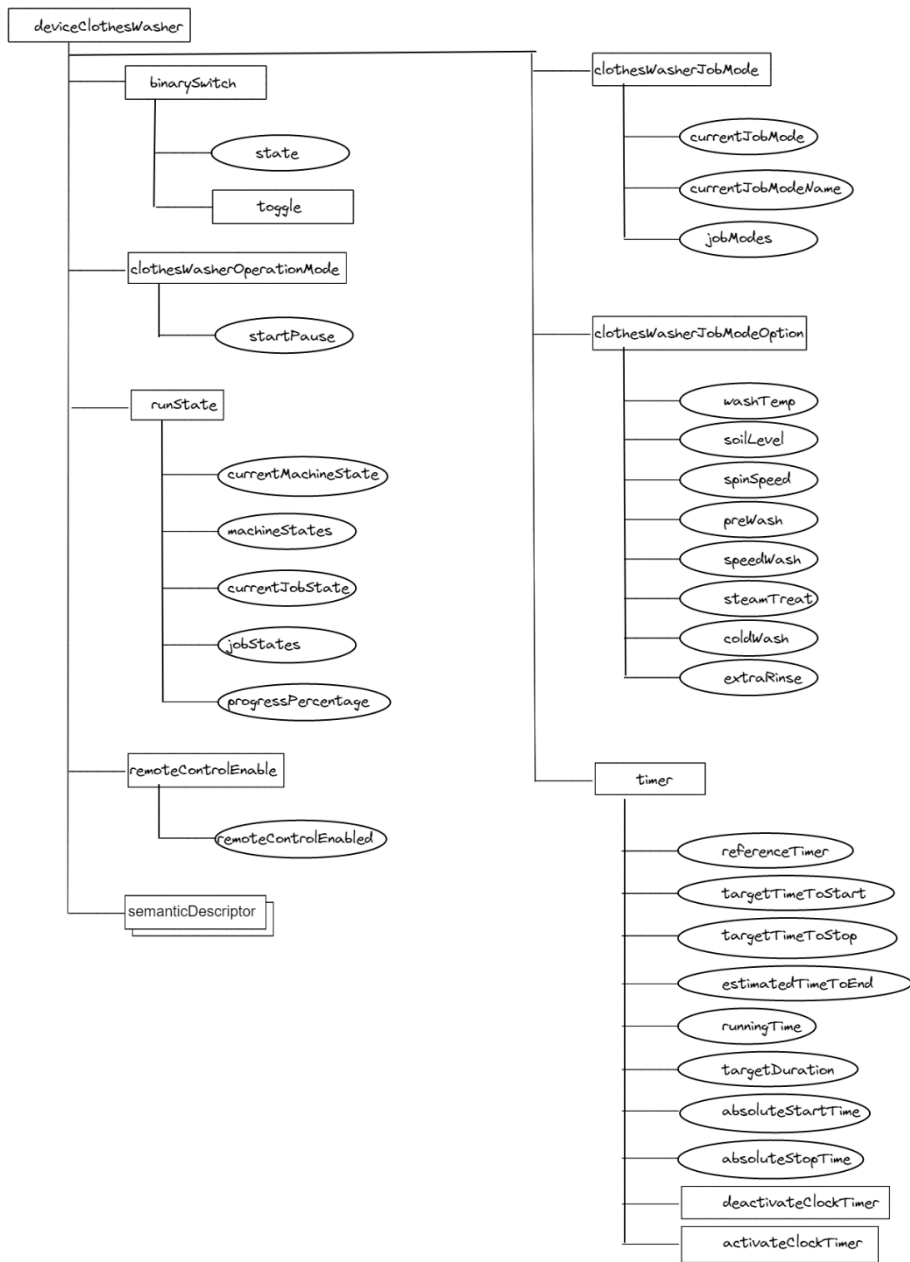 deviceClothesWasher
binarySwitch
state
toggle
clothesWasherOperationMode
startPause
runState
currentMachineState
machineStates
currentJobState
jobStates
progressPercentage
remoteControlEnable
remoteControlEnabled
semanticDescriptor
clothesWasherJobMode
currentJobMode
currentJobModeName
jobModes
clothesWasherJobModeOption
washTemp
soilLevel
spinSpeed
preWash
speedWash
steamTreat
coldWash
extraRinse
timer
referenceTimer
targetTimeToStart
targetTimeToStop
estimatedTimeToEnd
runningTime
targetDuration
absoluteStartTime
absoluteStopTime
deactivateClockTimer
activateClockTimer